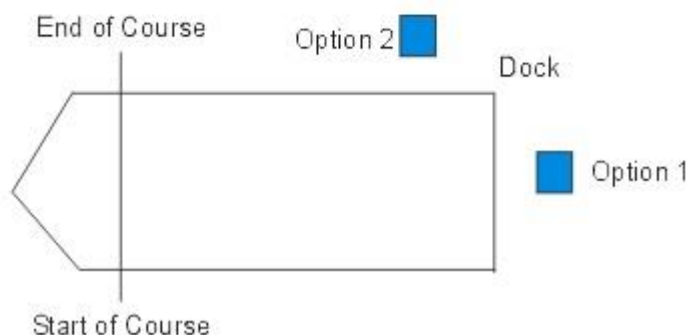 End of Course
Option 2
Dock
Option 1
Start of Course